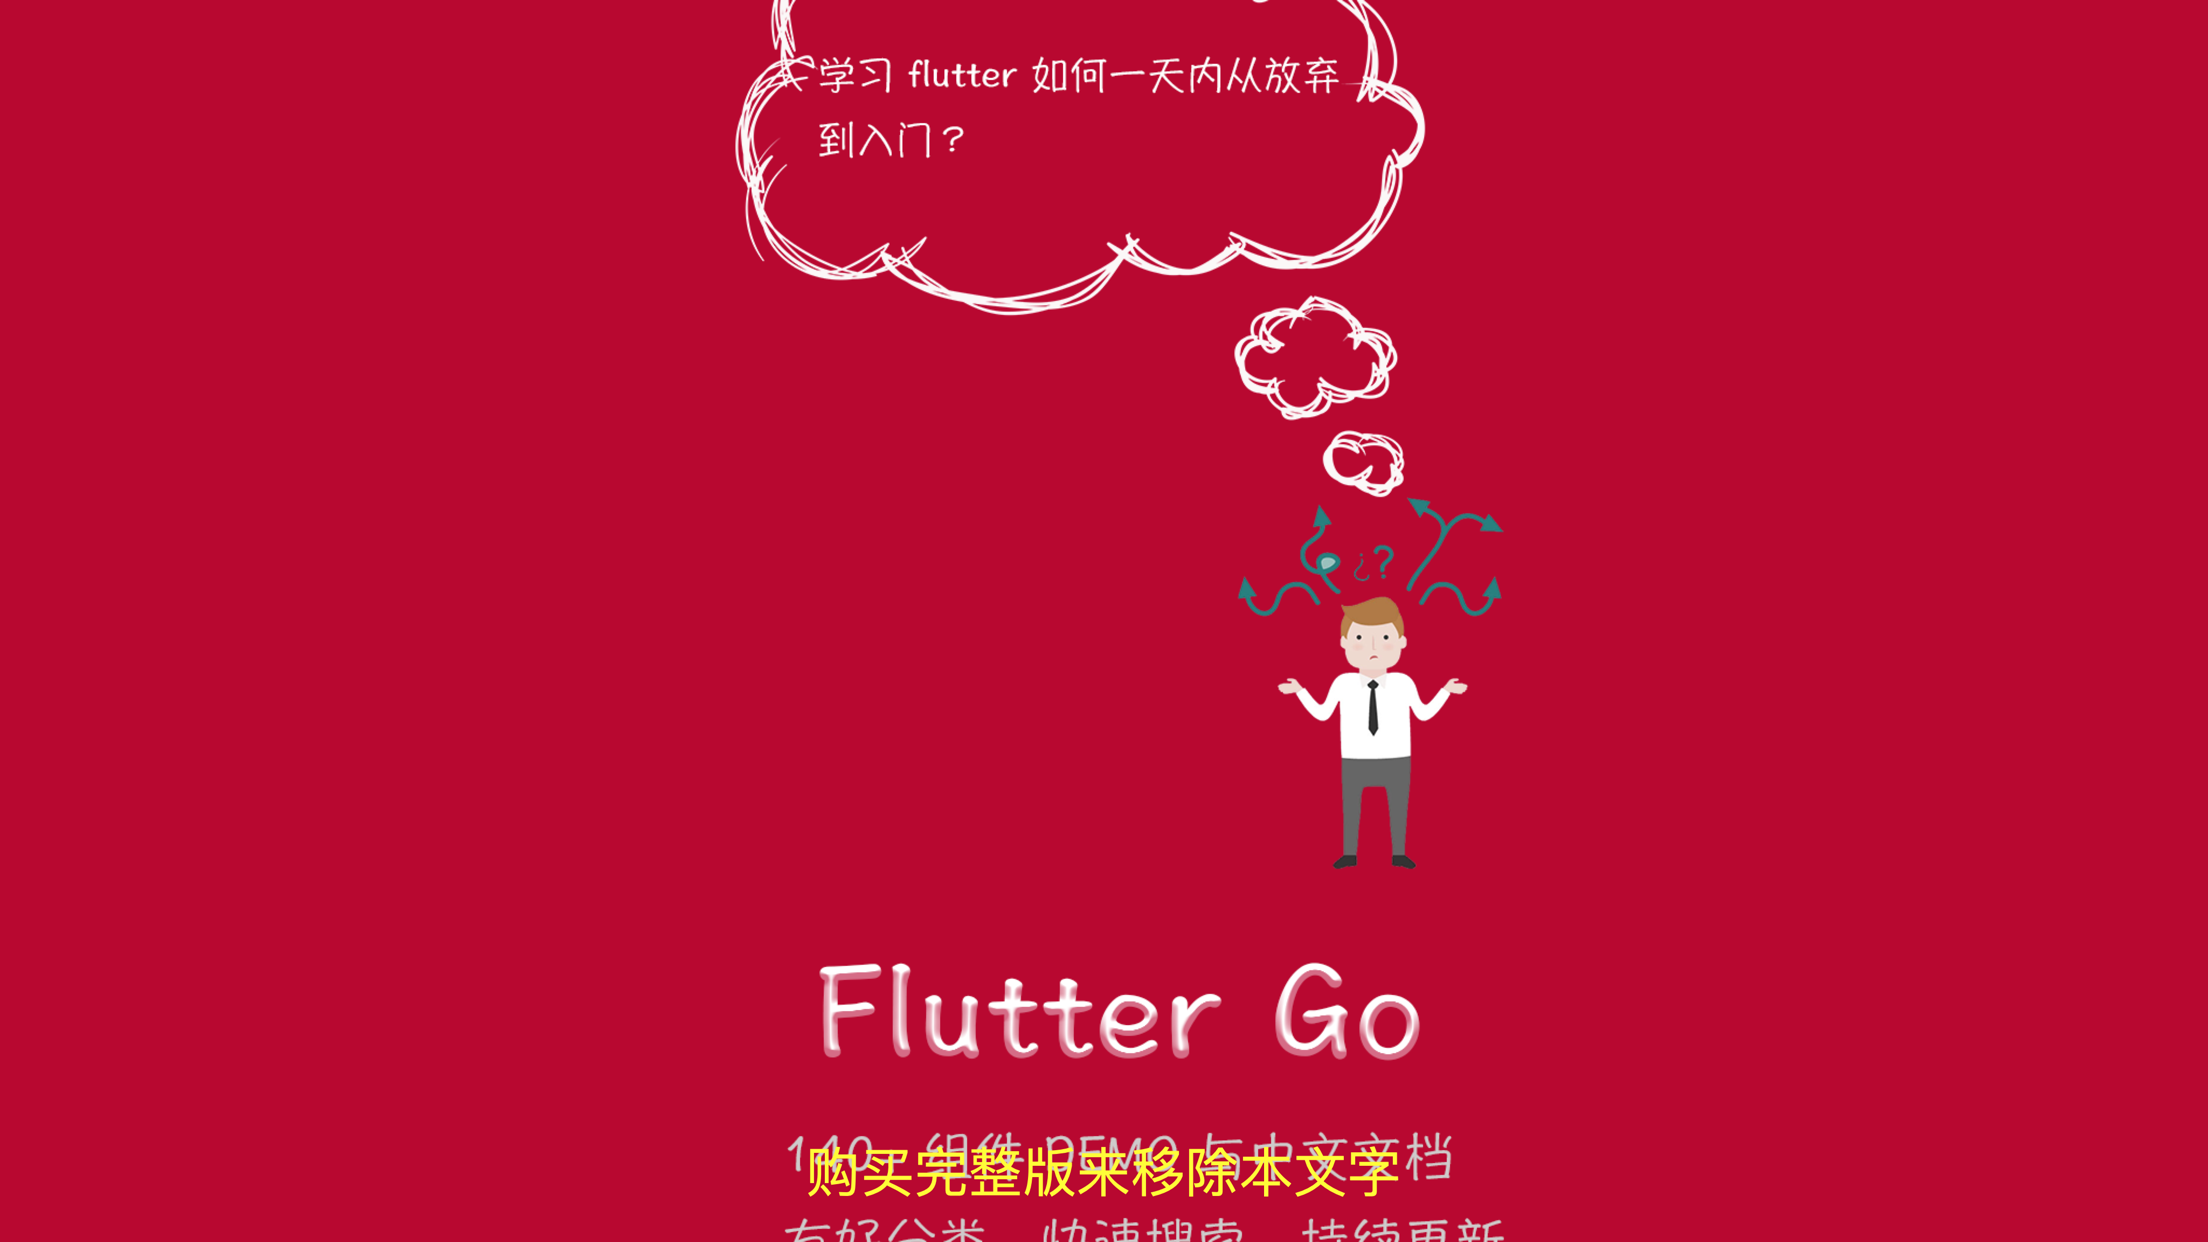 学习 flutter 如何一天内从放弃
到入门？
¿?
Flutter Go
140+ 组件 DEMO 与中文文档
购买完整版来移除本文字
友好分类 快速搜索 持续更新